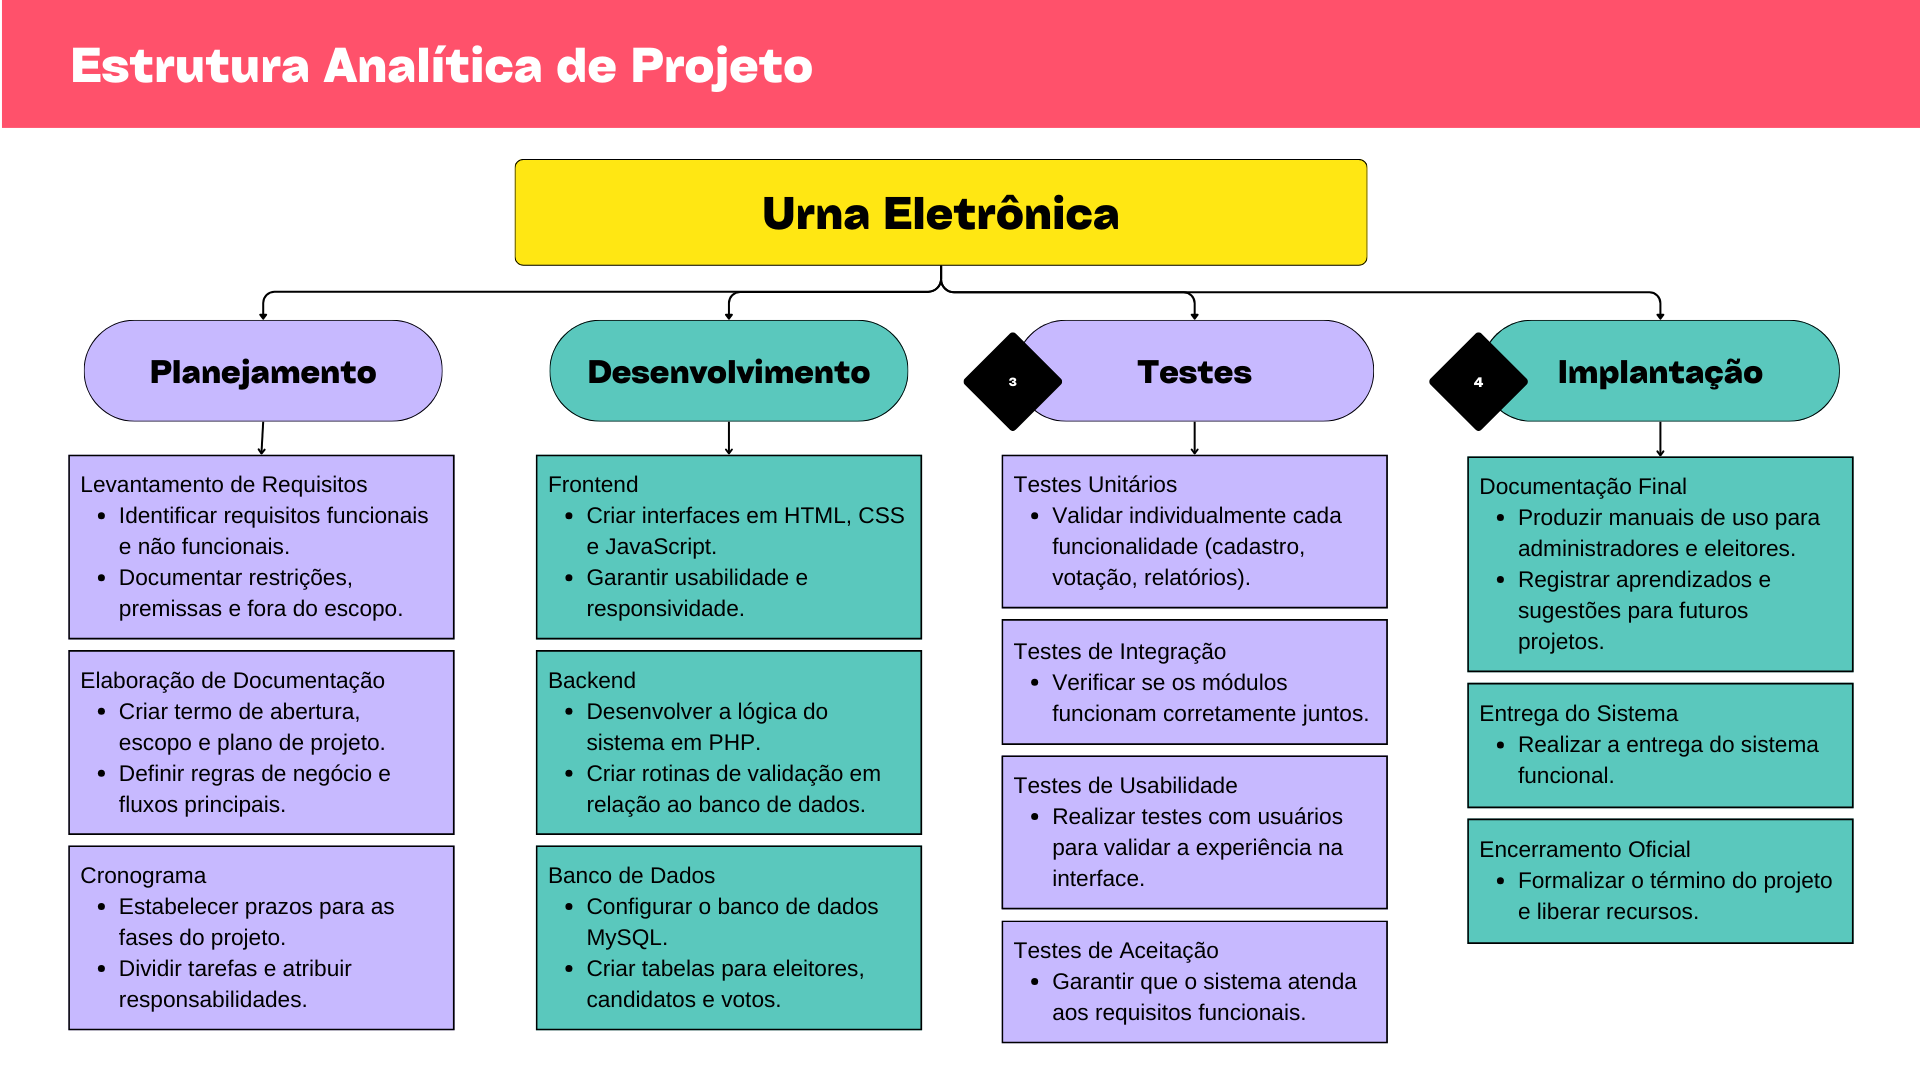 Estrutura Analítica de Projeto
Urna Eletrônica
Planejamento
Levantamento de Requisitos
• Identificar requisitos funcionais
e não funcionais.
• Documentar restrições,
premissas e fora do escopo.
Elaboração de Documentação
• Criar termo de abertura,
escopo e plano de projeto.
• Definir regras de negócio e
fluxos principais.
Cronograma
• Estabelecer prazos para as
fases do projeto.
• Dividir tarefas e atribuir
responsabilidades.
Desenvolvimento
Frontend
• Criar interfaces em HTML, CSS
e JavaScript.
• Garantir usabilidade e
responsividade.
Backend
• Desenvolver a lógica do
sistema em PHP.
• Criar rotinas de validação em
relação ao banco de dados.
Banco de Dados
• Configurar o banco de dados
MySQL.
• Criar tabelas para eleitores,
candidatos e votos.
3
Testes
Testes Unitários
• Validar individualmente cada
funcionalidade (cadastro,
votação, relatórios).
Testes de Integração
• Verificar se os módulos
funcionam corretamente juntos.
Testes de Usabilidade
• Realizar testes com usuários
para validar a experiência na
interface.
Testes de Aceitação
• Garantir que o sistema atenda
aos requisitos funcionais.
4
Implantação
Documentação Final
• Produzir manuais de uso para
administradores e eleitores.
• Registrar aprendizados e
sugestões para futuros
projetos.
Entrega do Sistema
• Realizar a entrega do sistema
funcional.
Encerramento Oficial
• Formalizar o término do projeto
e liberar recursos.